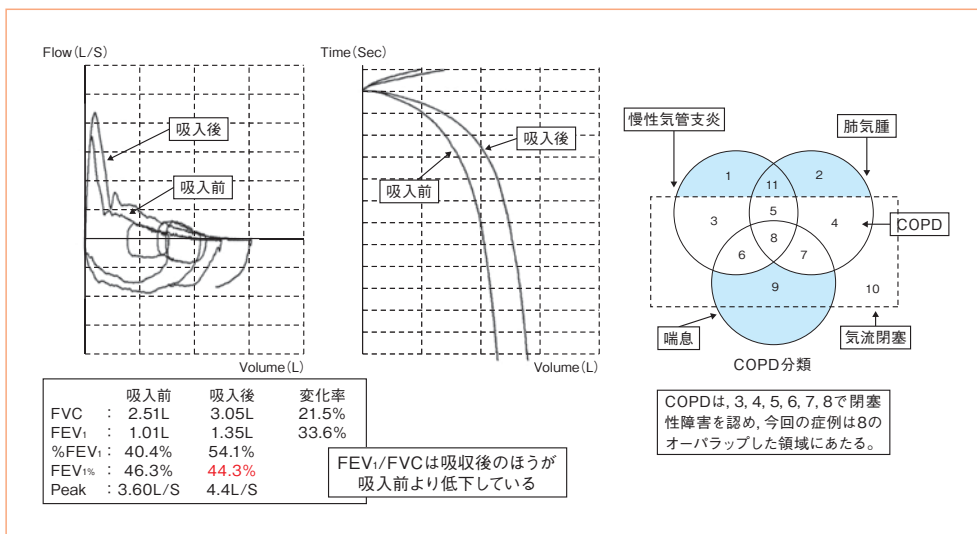 Flow(L/S)
吸入後
吸入前
Volume(L)
Time(Sec)
吸入後
吸入前
Volume(L)
慢性気管支炎
肺気腫
1
11
2
3
5
4
COPD
8
6
7
9
10
喘息
気流閉塞
COPD分類
吸入前 吸入後 変化率
FVC : 2.51L 3.05L 21.5%
FEV1 : 1.01L 1.35L 33.6%
%FEV1 : 40.4% 54.1%
FEV1% : 46.3% 44.3%
Peak : 3.60L/S 4.4L/S
FEV1/FVCは吸収後のほうが
吸入前より低下している
COPDは,3,4,5,6,7,8で閉塞
性障害を認め,今回の症例は8の
オーバラップした領域にあたる。